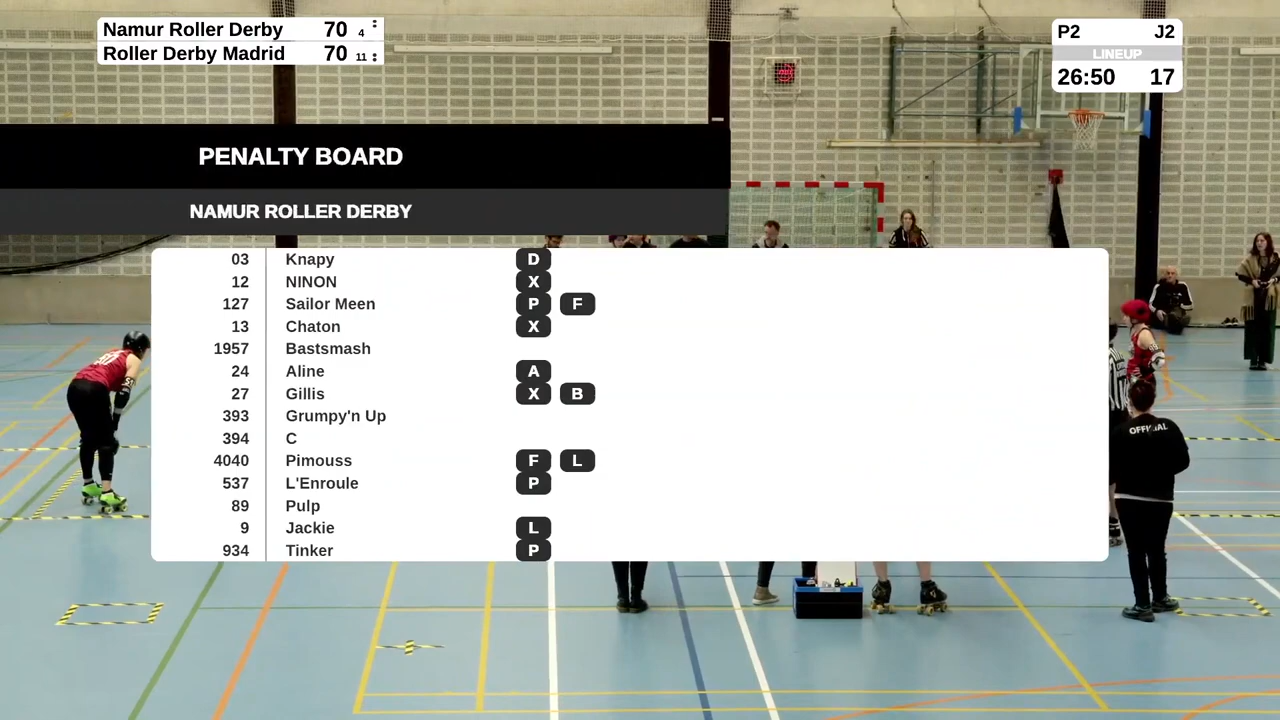 Namur Roller Derby 70 4
Roller Derby Madrid 70 11
P2 J2
LINEUP
26:50 17
PENALTY BOARD
NAMUR ROLLER DERBY
03 Knapy D
12 NINON X
127 Sailor Meen P F
13 Chaton X
1957 Bastsmash
24 Aline A
27 Gillis X B
393 Grumpy'n Up
394 C
4040 Pimouss F L
537 L'Enroule P
89 Pulp
9 Jackie L
934 Tinker P
OFFICIAL